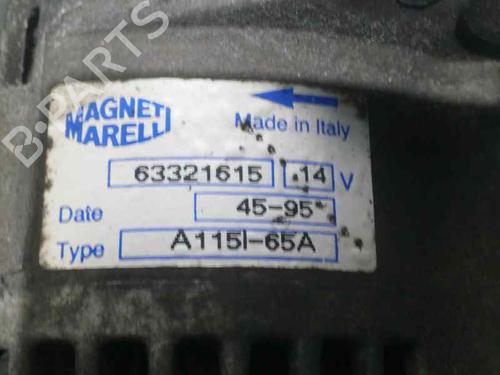 B-PARTS
MAGNETI
MARELLI
Made in Italy
63321615 14 V
Date 45-95
Type A115I-65A